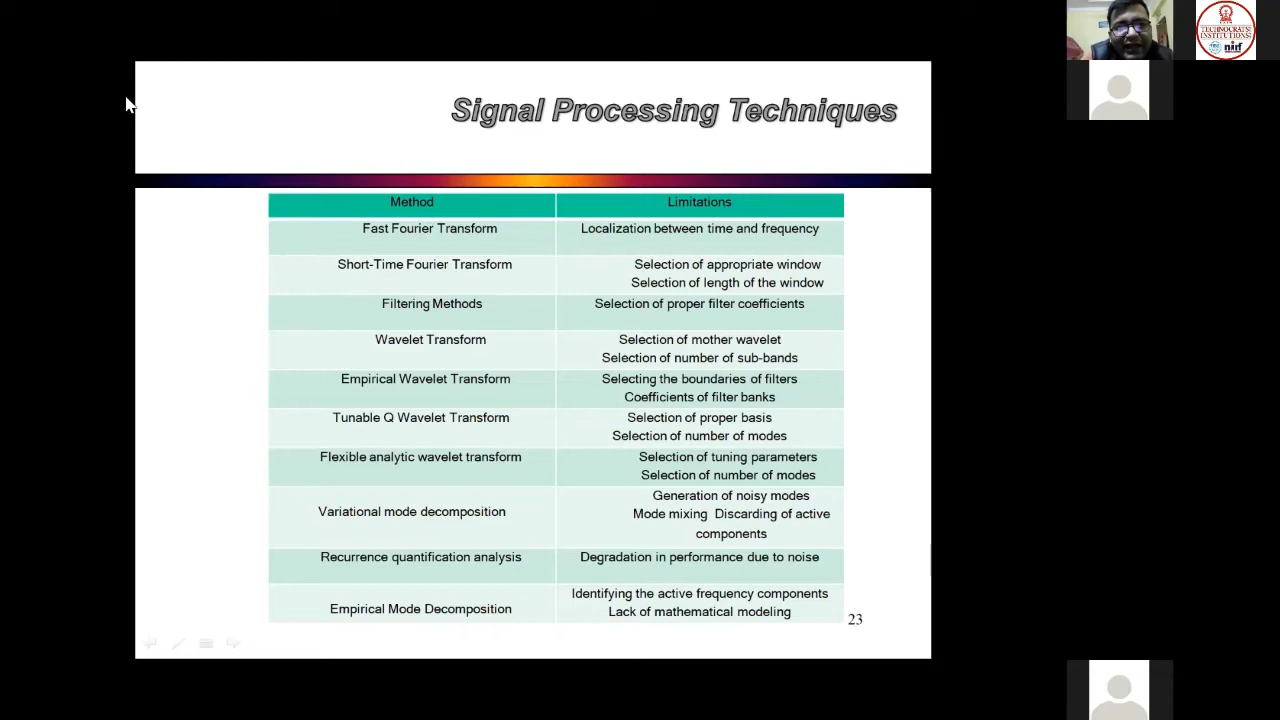 TECHNOCRATS
INSTITUTIONS
nirf
Signal Processing Techniques
Method Limitations
Fast Fourier Transform Localization between time and frequency
Short-Time Fourier Transform Selection of appropriate window
Selection of length of the window
Filtering Methods Selection of proper filter coefficients
Wavelet Transform Selection of mother wavelet
Selection of number of sub-bands
Empirical Wavelet Transform Selecting the boundaries of filters
Coefficients of filter banks
Tunable Q Wavelet Transform Selection of proper basis
Selection of number of modes
Flexible analytic wavelet transform Selection of tuning parameters
Selection of number of modes
Variational mode decomposition Generation of noisy modes
Mode mixing Discarding of active
components
Recurrence quantification analysis Degradation in performance due to noise
Empirical Mode Decomposition Identifying the active frequency components
Lack of mathematical modeling
23